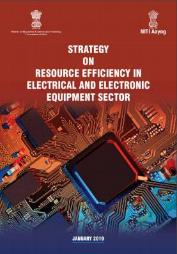 NITI Aayog
STRATEGY
ON
RESOURCE EFFICIENCY IN
ELECTRICAL AND ELECTRONIC
EQUIPMENT SECTOR
JANUARY 2019